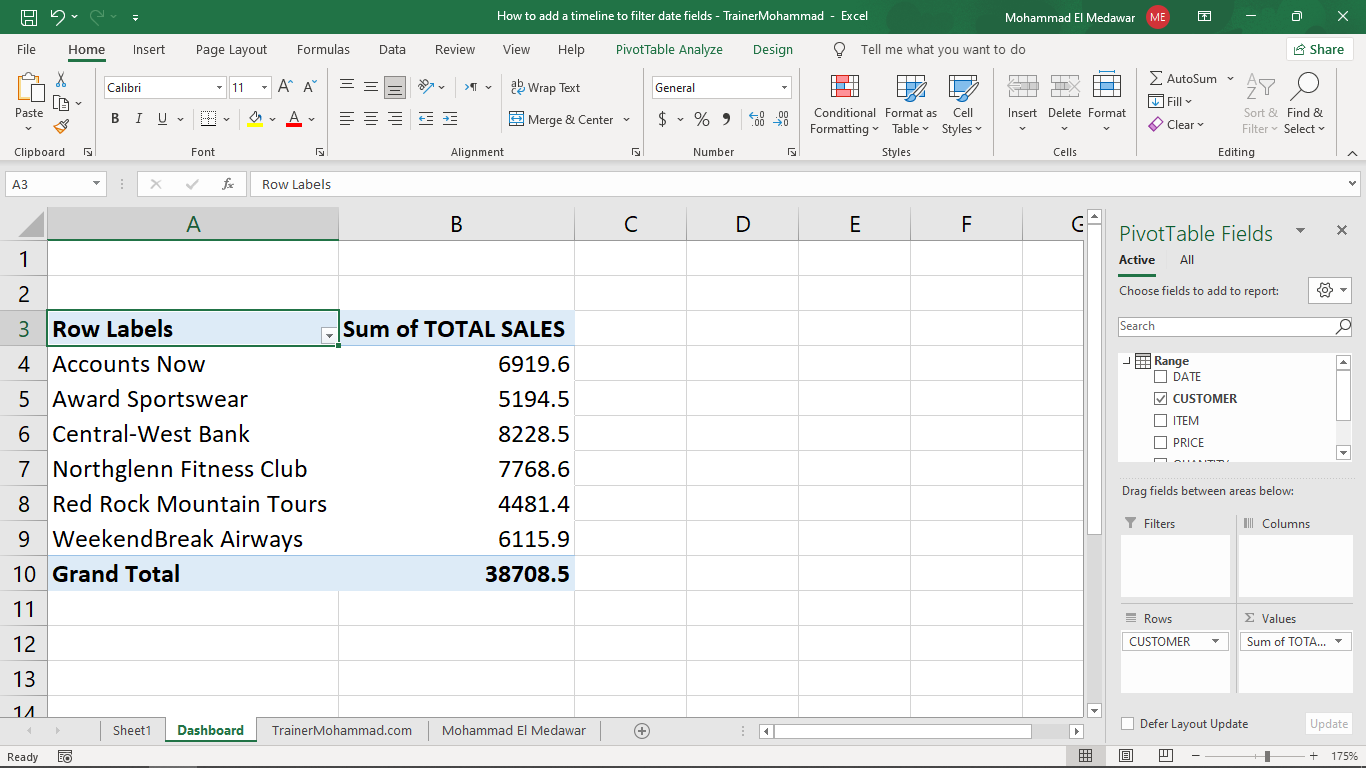 How to add a timeline to filter date fields - TrainerMohammad - Excel
Mohammad El Medawar ME
File Home Insert Page Layout Formulas Data Review View Help PivotTable Analyze Design Tell me what you want to do Share
Paste
Clipboard
Calibri 11
B I U
Font
Wrap Text
Merge & Center
Alignment
General
$ % 9
Number
Conditional Formatting
Format as Table
Cell Styles
Styles
Insert Delete Format
Cells
AutoSum
Fill
Clear
Sort & Filter
Find & Select
Editing
A3 fx Row Labels
A B C D E F G
1
2
3 Row Labels Sum of TOTAL SALES
4 Accounts Now 6919.6
5 Award Sportswear 5194.5
6 Central-West Bank 8228.5
7 Northglenn Fitness Club 7768.6
8 Red Rock Mountain Tours 4481.4
9 WeekendBreak Airways 6115.9
10 Grand Total 38708.5
11
12
13
14
PivotTable Fields
Active All
Choose fields to add to report:
Search
Range
DATE
CUSTOMER
ITEM
PRICE
Drag fields between areas below:
Filters Columns
Rows Σ Values
CUSTOMER Sum of TOTA...
Defer Layout Update Update
Sheet1 Dashboard TrainerMohammad.com Mohammad El Medawar
Ready 175%